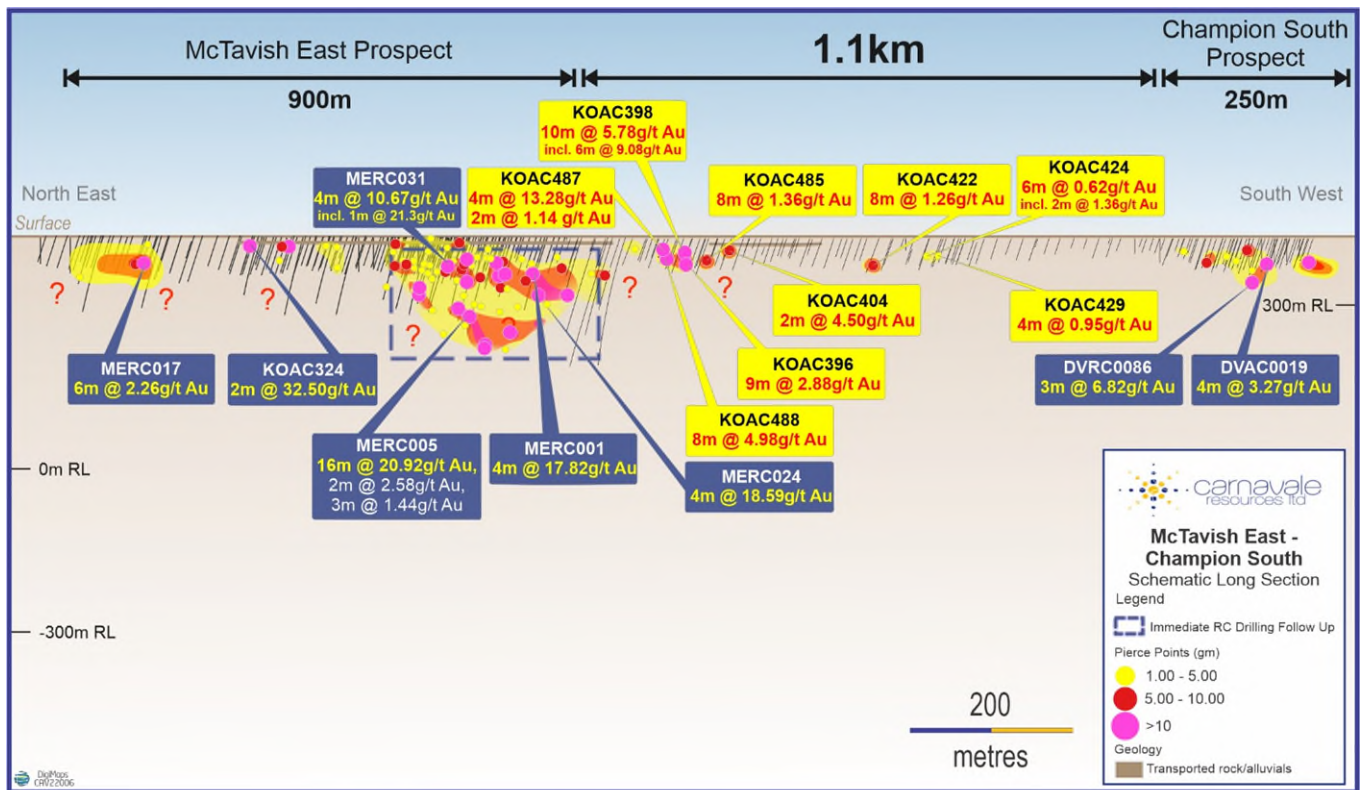 McTavish East Prospect
1.1km
Champion South
Prospect
900m
250m
KOAC398
10m @ 5.78g/t Au
incl. 6m @ 9.08g/t Au
North East
Surface
MERC031
4m @ 10.67g/t Au
incl. 1m @ 21.3g/t Au
KOAC487
4m @ 13.28g/t Au
2m @ 1.14 g/t Au
KOAC485
8m @ 1.36g/t Au
KOAC422
8m @ 1.26g/t Au
KOAC424
6m @ 0.62g/t Au
incl. 2m @ 1.36g/t Au
South West
?
?
?
?
?
?
300m RL
MERC017
6m @ 2.26g/t Au
KOAC324
2m @ 32.50g/t Au
KOAC404
2m @ 4.50g/t Au
KOAC429
4m @ 0.95g/t Au
KOAC396
9m @ 2.88g/t Au
DVRC0086
3m @ 6.82g/t Au
DVAC0019
4m @ 3.27g/t Au
KOAC488
8m @ 4.98g/t Au
MERC005
16m @ 20.92g/t Au,
2m @ 2.58g/t Au,
3m @ 1.44g/t Au
MERC001
4m @ 17.82g/t Au
MERC024
4m @ 18.59g/t Au
0m RL
-300m RL
carnavale
resources ltd
McTavish East -
Champion South
Schematic Long Section
Legend
Immediate RC Drilling Follow Up
Pierce Points (gm)
1.00 - 5.00
5.00 - 10.00
>10
Geology
Transported rock/alluvials
200
metres
DigiMaps
CAV22006